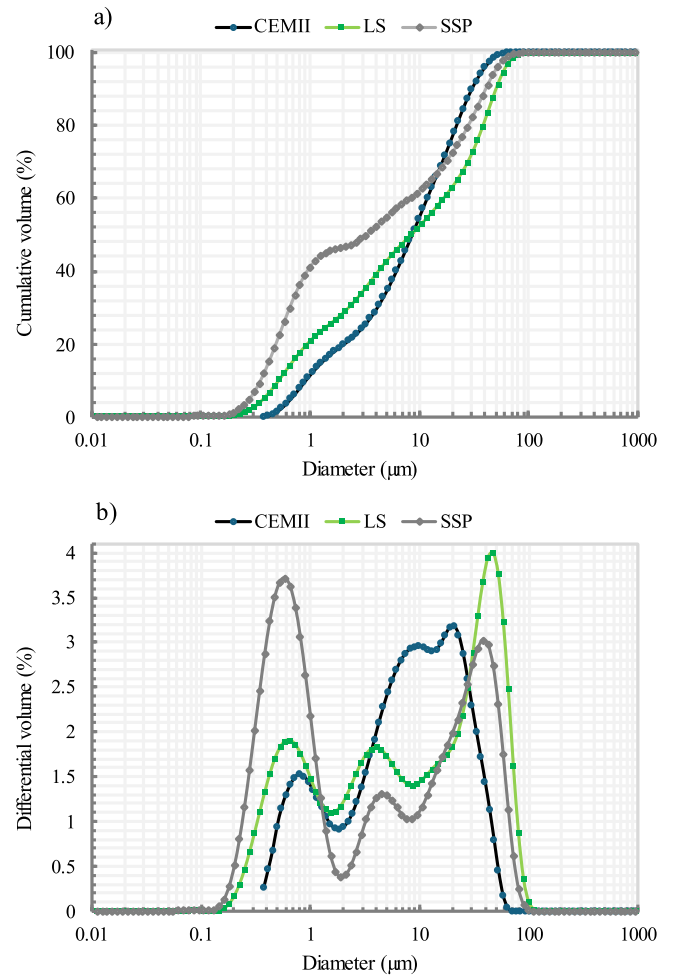 a)
CEMII LS SSP
100
80
60
40
20
0
Cumulative volume (%)
0.01 0.1 1 10 100 1000
Diameter (μm)
b)
CEMII LS SSP
4
3.5
3
2.5
2
1.5
1
0.5
0
Differential volume (%)
0.01 0.1 1 10 100 1000
Diameter (μm)